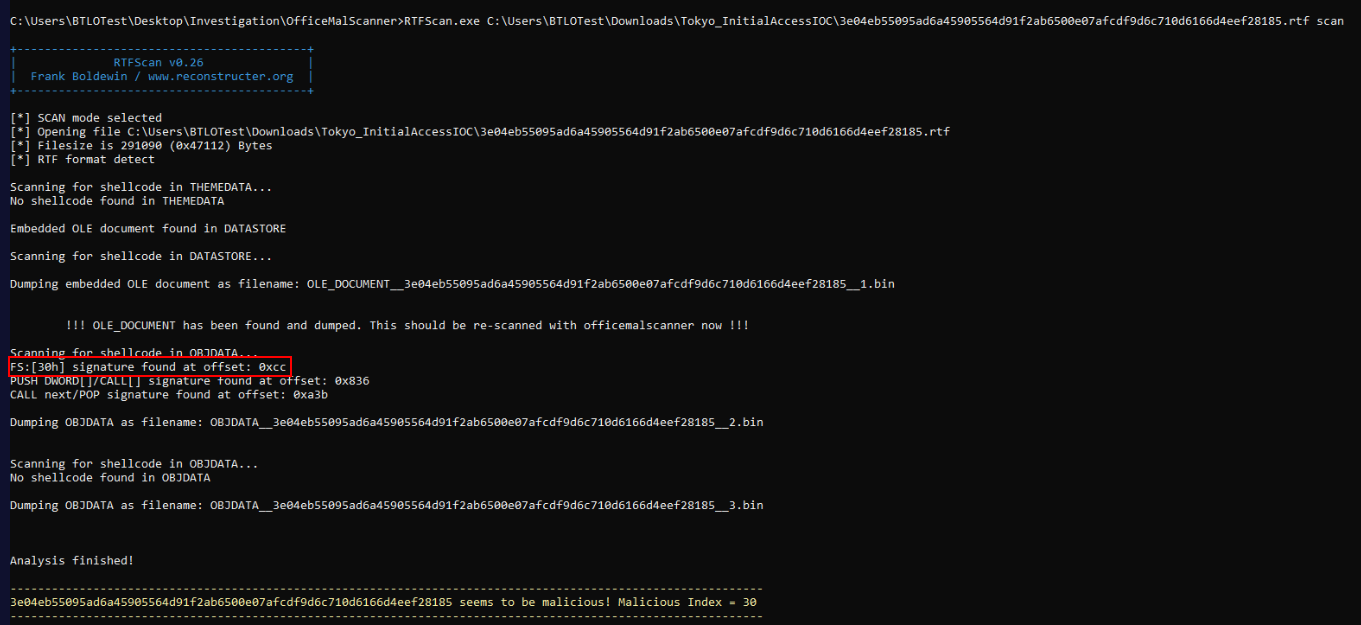 C:\Users\BTLOTest\Desktop\Investigation\OfficeMalScanner>RTFScan.exe C:\Users\BTLOTest\Downloads\Tokyo_InitialAccessIOC\3e04eb55095ad6a45905564d91f2ab6500e07afcdf9d6c710d6166d4eef28185.rtf scan
+------------------------------------------+
| RTFScan v0.26 |
| Frank Boldewin / www.reconstructer.org |
+------------------------------------------+
[*] SCAN mode selected
[*] Opening file C:\Users\BTLOTest\Downloads\Tokyo_InitialAccessIOC\3e04eb55095ad6a45905564d91f2ab6500e07afcdf9d6c710d6166d4eef28185.rtf
[*] Filesize is 291090 (0x47112) Bytes
[*] RTF format detect
Scanning for shellcode in THEMEDATA...
No shellcode found in THEMEDATA
Embedded OLE document found in DATASTORE
Scanning for shellcode in DATASTORE...
Dumping embedded OLE document as filename: OLE_DOCUMENT__3e04eb55095ad6a45905564d91f2ab6500e07afcdf9d6c710d6166d4eef28185__1.bin
!!! OLE_DOCUMENT has been found and dumped. This should be re-scanned with officemalscanner now !!!
Scanning for shellcode in OBJDATA...
FS:[30h] signature found at offset: 0xcc
PUSH DWORD[]/CALL[] signature found at offset: 0x836
CALL next/POP signature found at offset: 0xa3b
Dumping OBJDATA as filename: OBJDATA__3e04eb55095ad6a45905564d91f2ab6500e07afcdf9d6c710d6166d4eef28185__2.bin
Scanning for shellcode in OBJDATA...
No shellcode found in OBJDATA
Dumping OBJDATA as filename: OBJDATA__3e04eb55095ad6a45905564d91f2ab6500e07afcdf9d6c710d6166d4eef28185__3.bin
Analysis finished!
-------------------------------------------------------------------------------------------------------------
3e04eb55095ad6a45905564d91f2ab6500e07afcdf9d6c710d6166d4eef28185 seems to be malicious! Malicious Index = 30
-------------------------------------------------------------------------------------------------------------